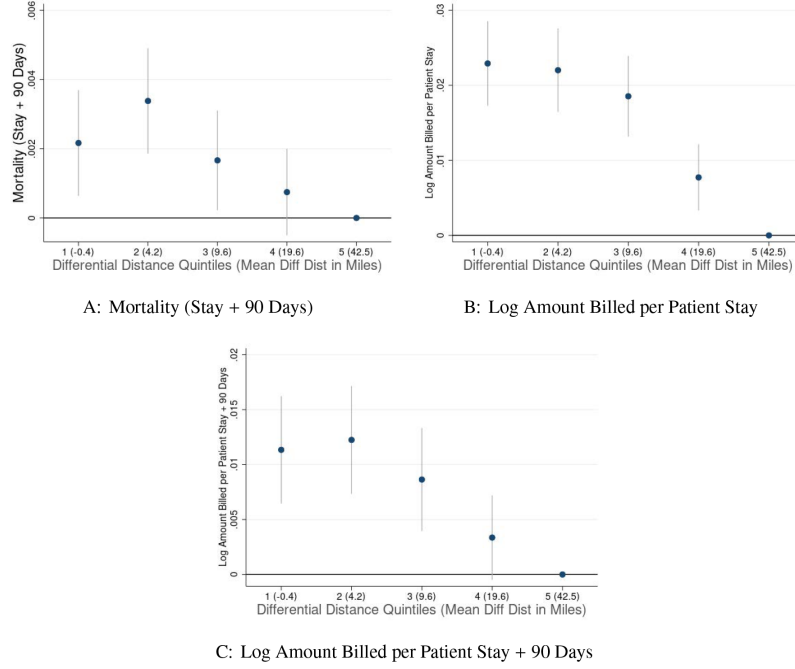 Mortality (Stay + 90 Days)
.006
.004
.002
0
1 (-0.4) 2 (4.2) 3 (9.6) 4 (19.6) 5 (42.5)
Differential Distance Quintiles (Mean Diff Dist in Miles)
A: Mortality (Stay + 90 Days)
Log Amount Billed per Patient Stay
.03
.02
.01
0
1 (-0.4) 2 (4.2) 3 (9.6) 4 (19.6) 5 (42.5)
Differential Distance Quintiles (Mean Diff Dist in Miles)
B: Log Amount Billed per Patient Stay
Log Amount Billed per Patient Stay + 90 Days
.02
.015
.01
.005
0
1 (-0.4) 2 (4.2) 3 (9.6) 4 (19.6) 5 (42.5)
Differential Distance Quintiles (Mean Diff Dist in Miles)
C: Log Amount Billed per Patient Stay + 90 Days